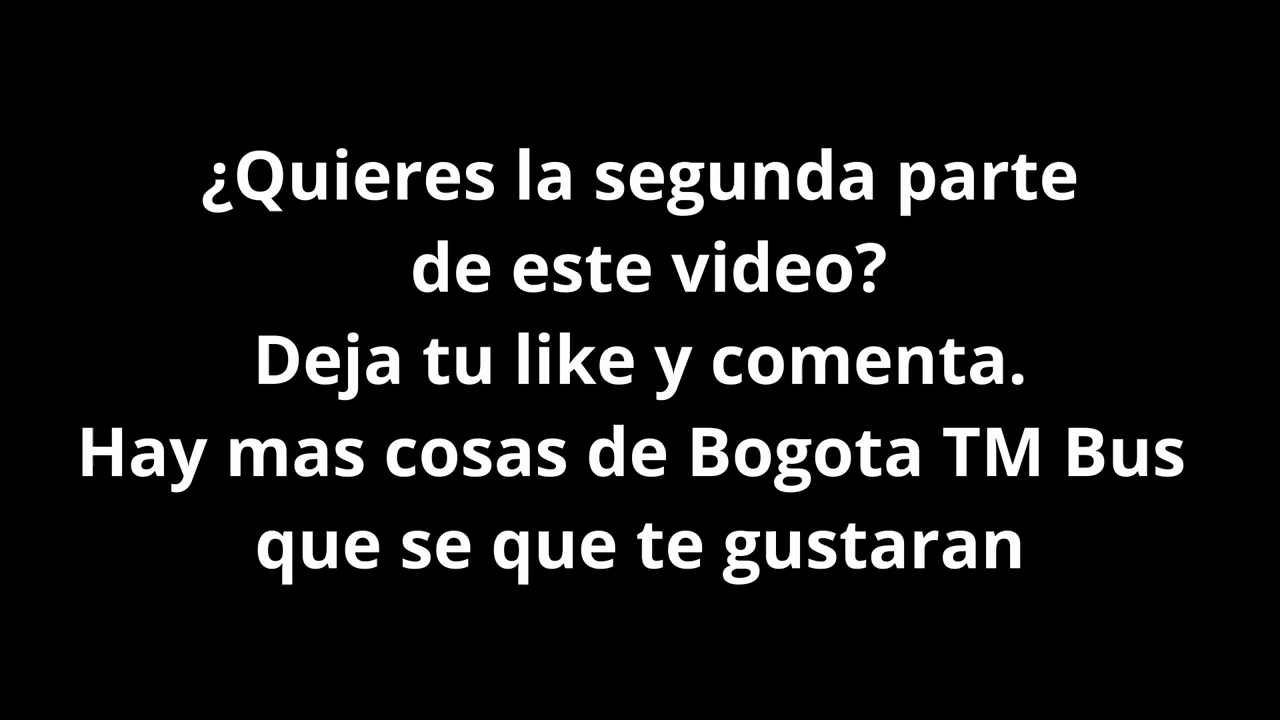 ¿Quieres la segunda parte
de este video?
Deja tu like y comenta.
Hay mas cosas de Bogota TM Bus
que se que te gustaran